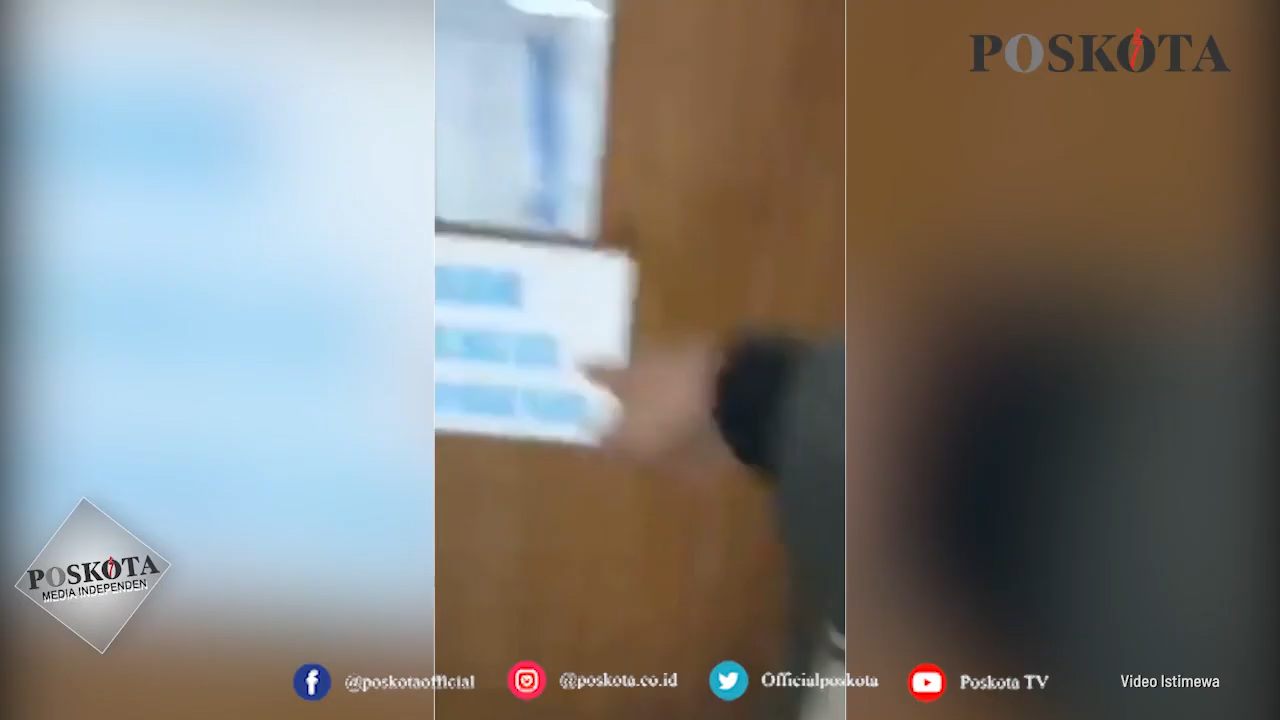 POSKOTA
POSKOTA
MEDIA INDEPENDEN
@poskotaofficial
@poskota.co.id
Officialposkota
Poskota TV
Video Istimewa